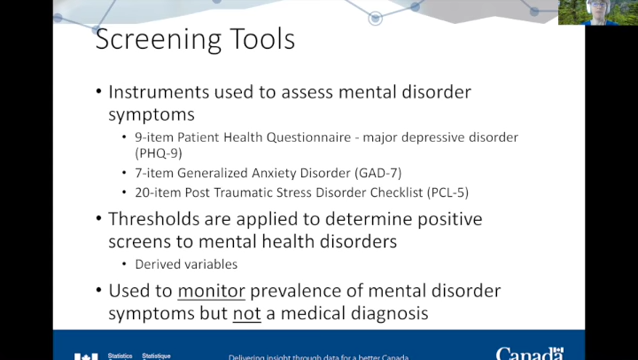 Screening Tools
• Instruments used to assess mental disorder
symptoms
• 9-item Patient Health Questionnaire - major depressive disorder
(PHQ-9)
• 7-item Generalized Anxiety Disorder (GAD-7)
• 20-item Post Traumatic Stress Disorder Checklist (PCL-5)
• Thresholds are applied to determine positive
screens to mental health disorders
• Derived variables
• Used to monitor prevalence of mental disorder
symptoms but not a medical diagnosis
Statistics Statistique
Delivering insight through data for a better Canada
Canada